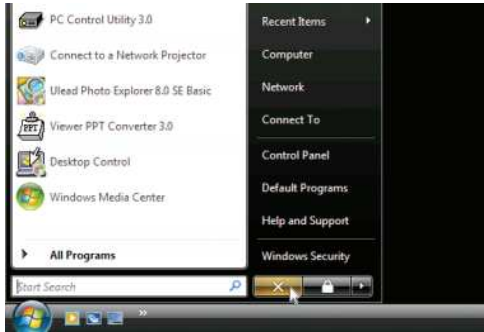 PC Control Utility 3.0
Connect to a Network Projector
Ulead Photo Explorer 8.0 SE Basic
PPT
Viewer PPT Converter 3.0
Desktop Control
Windows Media Center
All Programs
Start Search
Recent Items
Computer
Network
Connect To
Control Panel
Default Programs
Help and Support
Windows Security